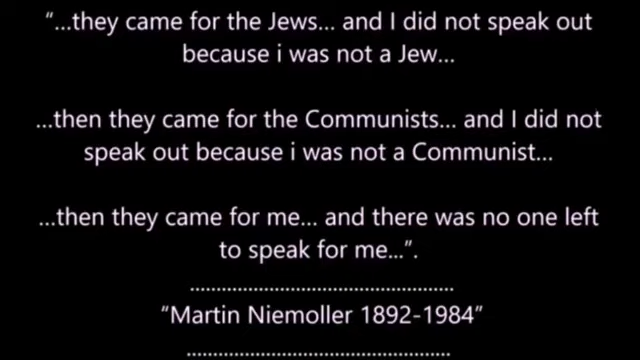 “...they came for the Jews... and I did not speak out
because i was not a Jew...
...then they came for the Communists... and I did not
speak out because i was not a Communist...
...then they came for me... and there was no one left
to speak for me...”.
......................................................
“Martin Niemoller 1892-1984”
......................................................